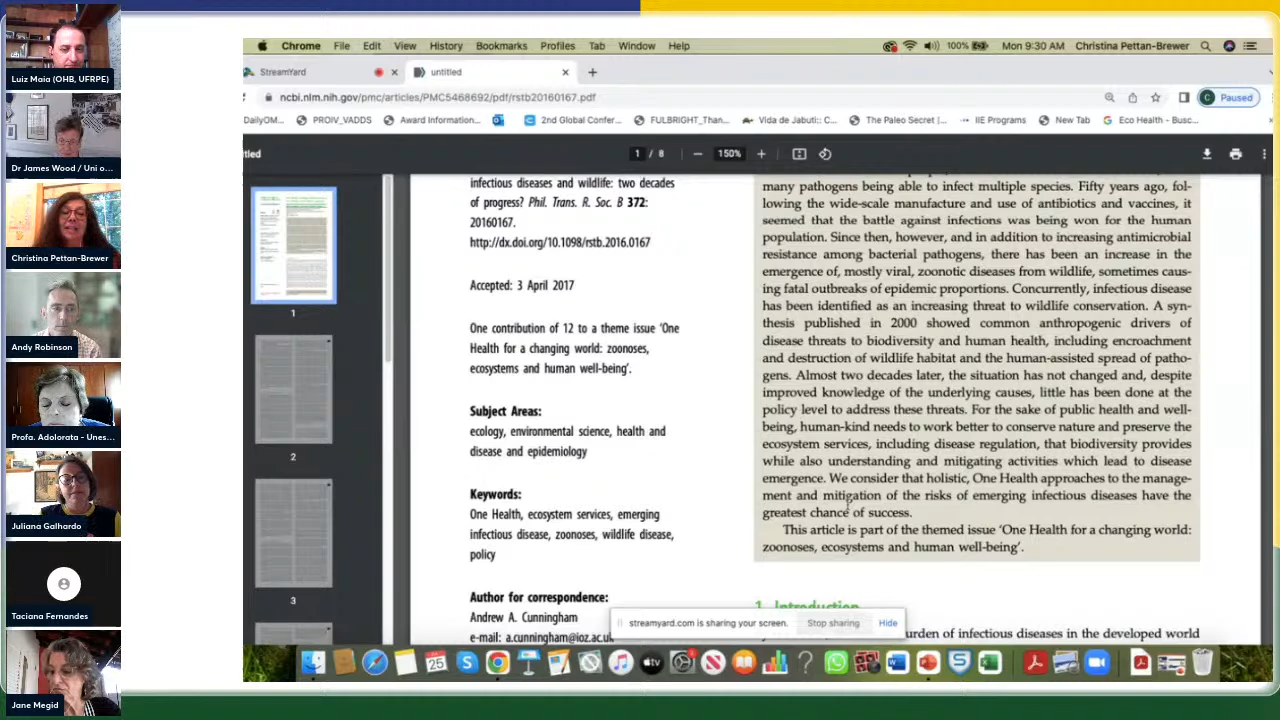 Luiz Maia (OHB, UFRPE)
Dr James Wood / Uni o...
Christina Pettan-Brewer
Andy Robinson
Profa. Adolorata - Unes...
Juliana Galhardo
Taciana Fernandes
Jane Megid
Chrome File Edit View History Bookmarks Profiles Tab Window Help
100% Mon 9:30 AM Christina Pettan-Brewer
StreamYard
untitled
ncbi.nlm.nih.gov/pmc/articles/PMC5468692/pdf/rstb20160167.pdf
C Paused
DailyOM...
PROIV_VADDS
Award Information...
2nd Global Confer...
FULBRIGHT_Than...
Vida de Jabuti:: C...
The Paleo Secret |...
IIE Programs
New Tab
Eco Health - Busc...
titled
1 / 8
150%
1
2
3
infectious diseases and wildlife: two decades
of progress? Phil. Trans. R. Soc. B 372:
20160167.
http://dx.doi.org/10.1098/rstb.2016.0167
Accepted: 3 April 2017
One contribution of 12 to a theme issue ‘One
Health for a changing world: zoonoses,
ecosystems and human well-being’.
Subject Areas:
ecology, environmental science, health and
disease and epidemiology
Keywords:
One Health, ecosystem services, emerging
infectious disease, zoonoses, wildlife disease,
policy
Author for correspondence:
Andrew A. Cunningham
e-mail: a.cunningham@ioz.ac.uk
many pathogens being able to infect multiple species. Fifty years ago, fol-
lowing the wide-scale manufacture and use of antibiotics and vaccines, it
seemed that the battle against infections was being won for the human
population. Since then, however, and in addition to increasing antimicrobial
resistance among bacterial pathogens, there has been an increase in the
emergence of, mostly viral, zoonotic diseases from wildlife, sometimes caus-
ing fatal outbreaks of epidemic proportions. Concurrently, infectious disease
has been identified as an increasing threat to wildlife conservation. A syn-
thesis published in 2000 showed common anthropogenic drivers of
disease threats to biodiversity and human health, including encroachment
and destruction of wildlife habitat and the human-assisted spread of patho-
gens. Almost two decades later, the situation has not changed and, despite
improved knowledge of the underlying causes, little has been done at the
policy level to address these threats. For the sake of public health and well-
being, human-kind needs to work better to conserve nature and preserve the
ecosystem services, including disease regulation, that biodiversity provides
while also understanding and mitigating activities which lead to disease
emergence. We consider that holistic, One Health approaches to the manage-
ment and mitigation of the risks of emerging infectious diseases have the
greatest chance of success.
This article is part of the themed issue ‘One Health for a changing world:
zoonoses, ecosystems and human well-being’.
1. Introduction
urden of infectious diseases in the developed world
streamyard.com is sharing your screen.
Stop sharing
Hide
25